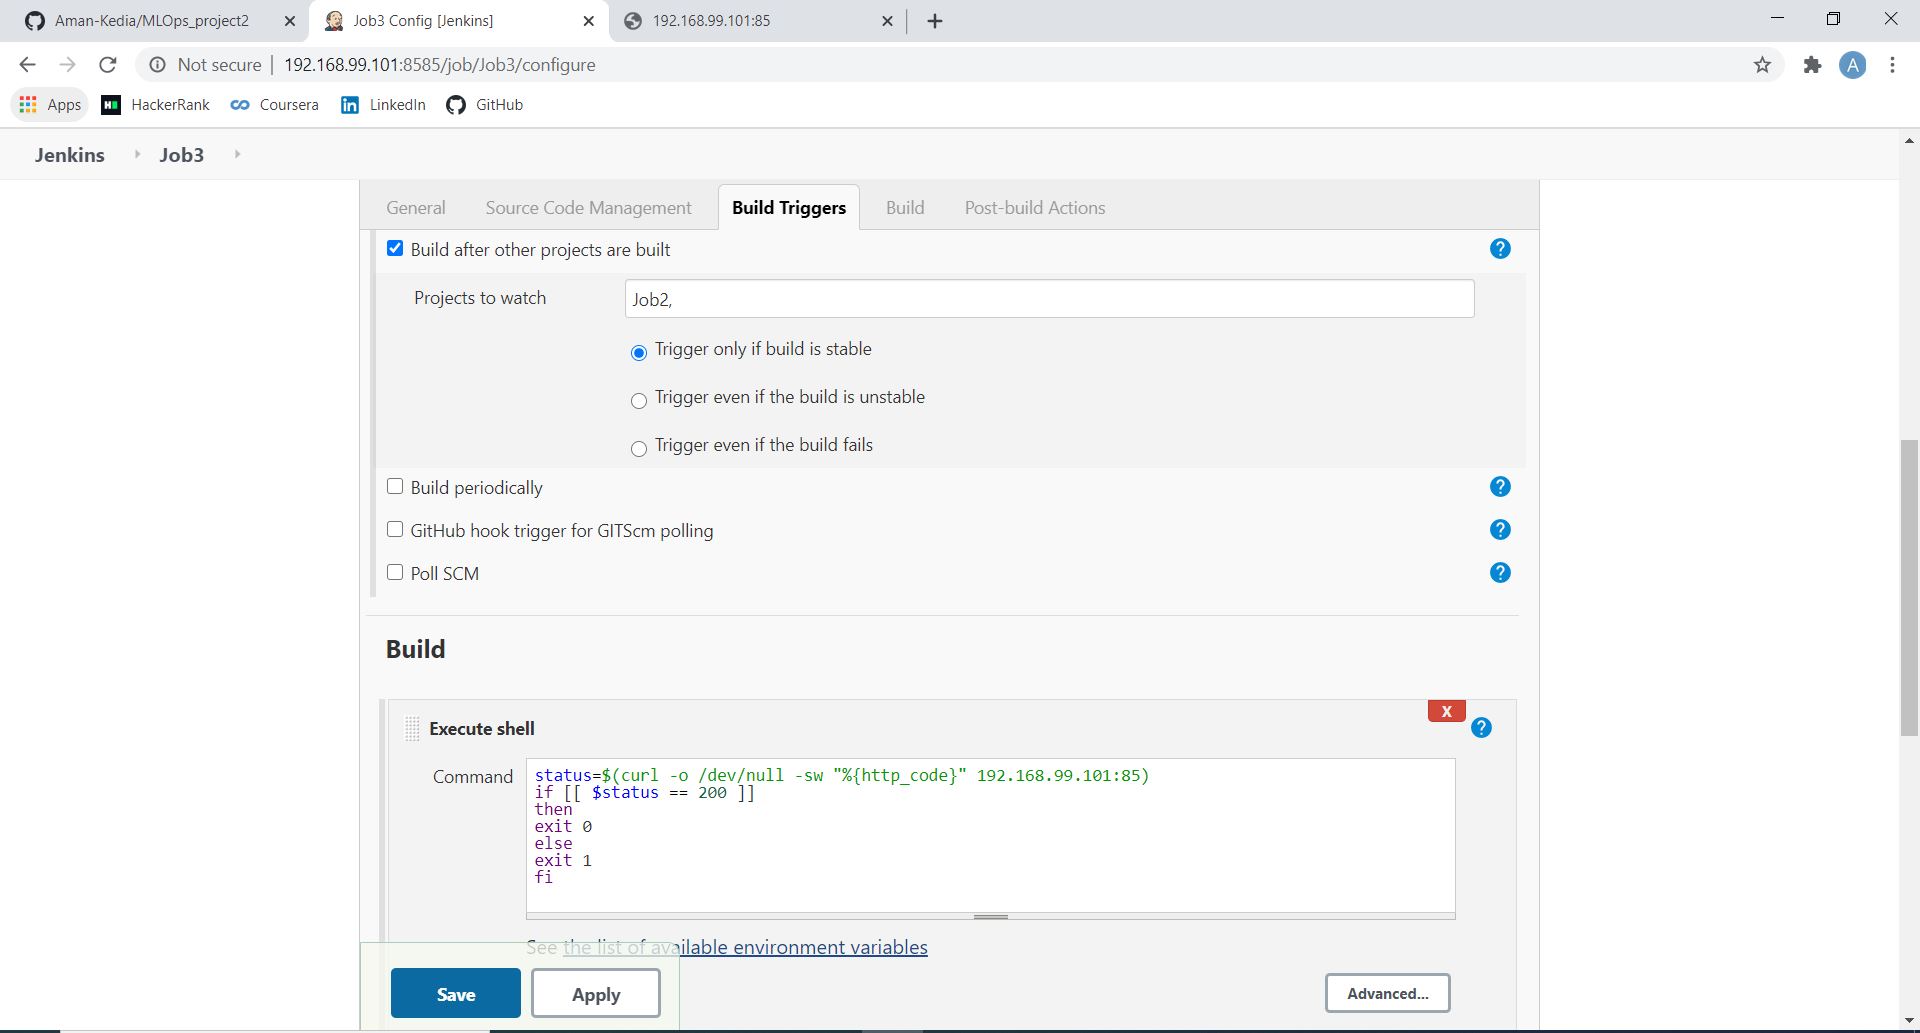 Aman-Kedia/MLOps_project2
Job3 Config [Jenkins]
192.168.99.101:85
Not secure
192.168.99.101:8585/job/Job3/configure
A
Apps
HackerRank
Coursera
LinkedIn
GitHub
Jenkins
Job3
General
Source Code Management
Build Triggers
Build
Post-build Actions
Build after other projects are built
?
Projects to watch
Job2,
Trigger only if build is stable
Trigger even if the build is unstable
Trigger even if the build fails
Build periodically
?
GitHub hook trigger for GITScm polling
?
Poll SCM
?
Build
X
Execute shell
?
Command
status=$(curl -o /dev/null -sw "%{http_code}" 192.168.99.101:85)
if [[ $status == 200 ]]
then
exit 0
else
exit 1
fi
See the list of available environment variables
Save
Apply
Advanced...